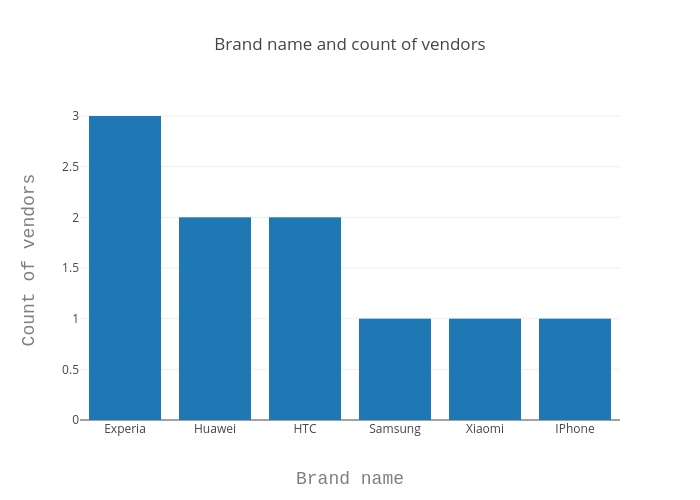 Brand name and count of vendors
3
2.5
2
1.5
1
0.5
0
Count of vendors
Experia Huawei HTC Samsung Xiaomi IPhone
Brand name